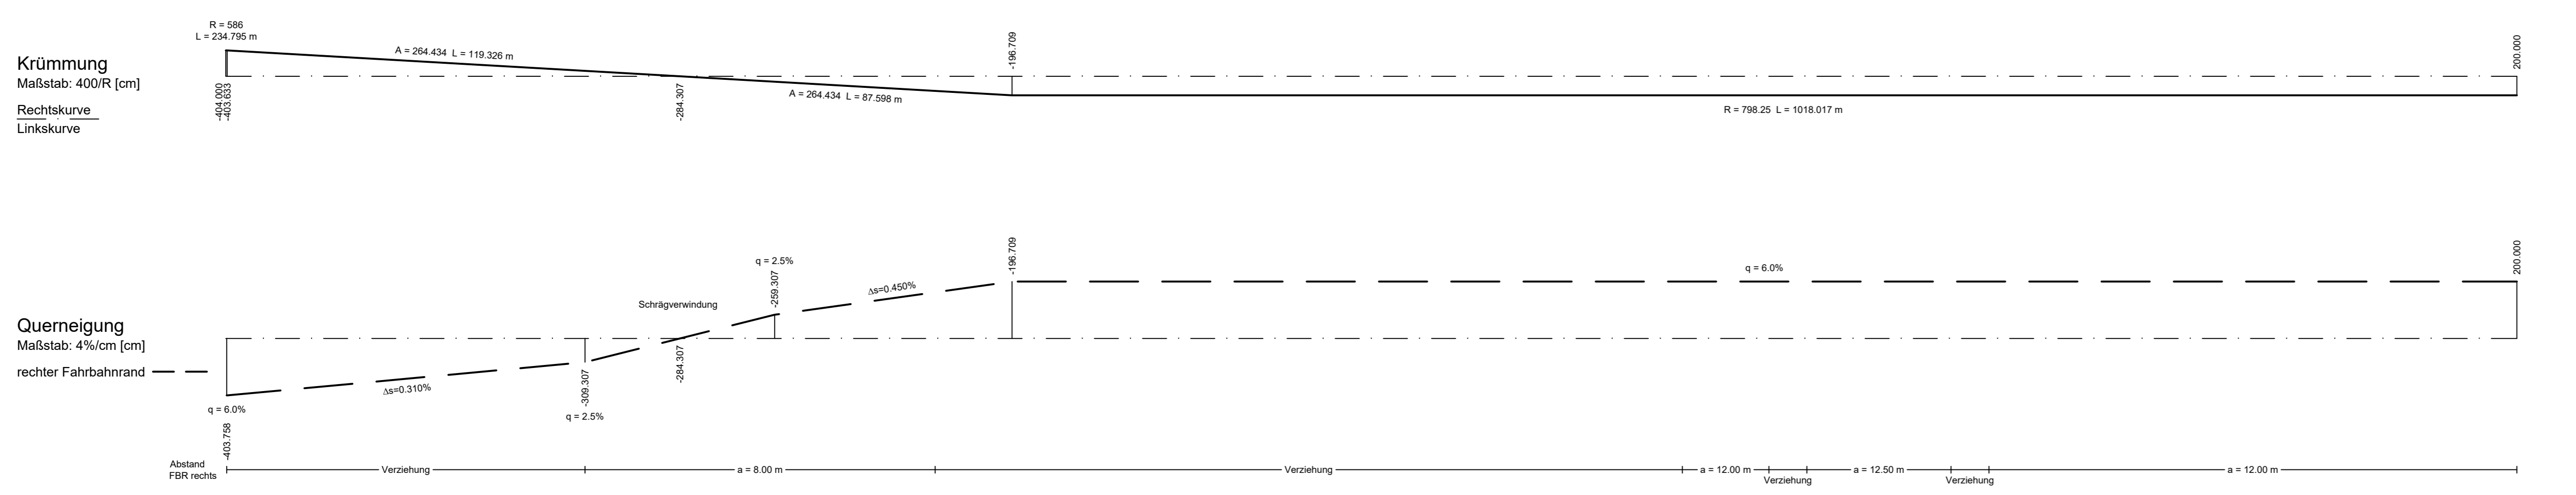 R = 586
L = 234.795 m
A = 264.434 L = 119.326 m
-196.709
200.000
Krümmung
Maßstab: 400/R [cm]
-404.000
-403.633
-284.307
A = 264.434 L = 87.598 m
R = 798.25 L = 1018.017 m
Rechtskurve
Linkskurve
-196.709
200.000
q = 2.5%
-259.307
Δs=0.450%
q = 6.0%
Schrägverwindung
Querneigung
Maßstab: 4%/cm [cm]
rechter Fahrbahnrand
-284.307
-309.307
Δs=0.310%
q = 6.0%
q = 2.5%
-403.758
Abstand
FBR rechts
Verziehung
a = 8.00 m
Verziehung
a = 12.00 m
Verziehung
a = 12.50 m
Verziehung
a = 12.00 m